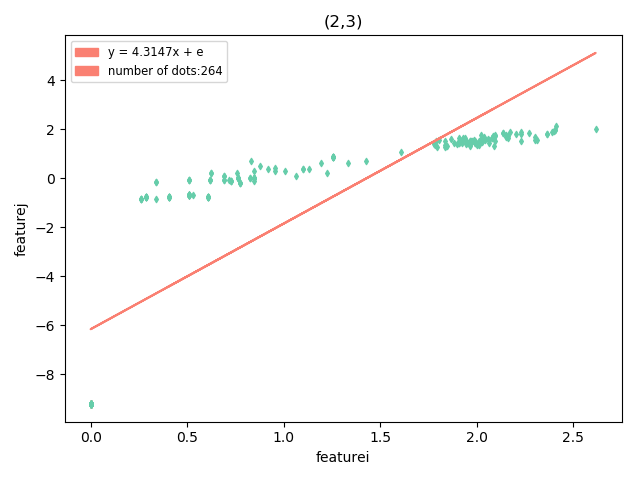 (2,3)
y = 4.3147x + e
number of dots:264
4
2
0
−2
−4
−6
−8
featurej
0.0 0.5 1.0 1.5 2.0 2.5
featurei